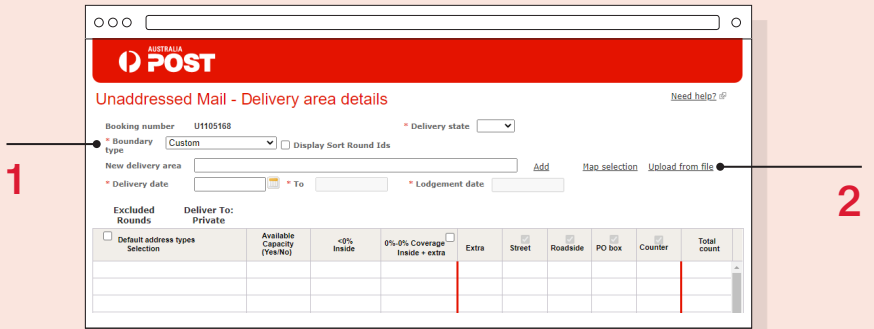 AUSTRALIA
POST
Unaddressed Mail - Delivery area details
Need help?
Booking number U1105168 * Delivery state
* Boundary type Custom Display Sort Round Ids
1
New delivery area Add Map selection Upload from file
2
* Delivery date * To * Lodgement date
Excluded Rounds Deliver To: Private
Default address types Selection Available Capacity (Yes/No) <0% Inside 0%-0% Coverage Inside + extra Extra Street Roadside PO box Counter Total count